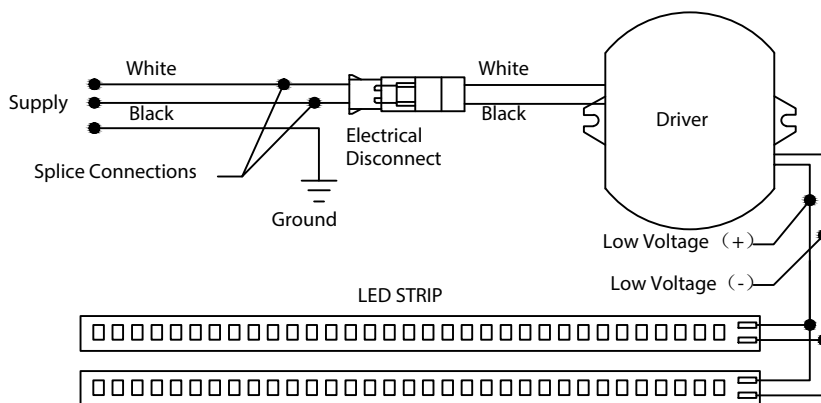 White
White
Supply
Black
Black
Driver
Electrical
Disconnect
Splice Connections
Ground
Low Voltage （+）
Low Voltage （-）
LED STRIP